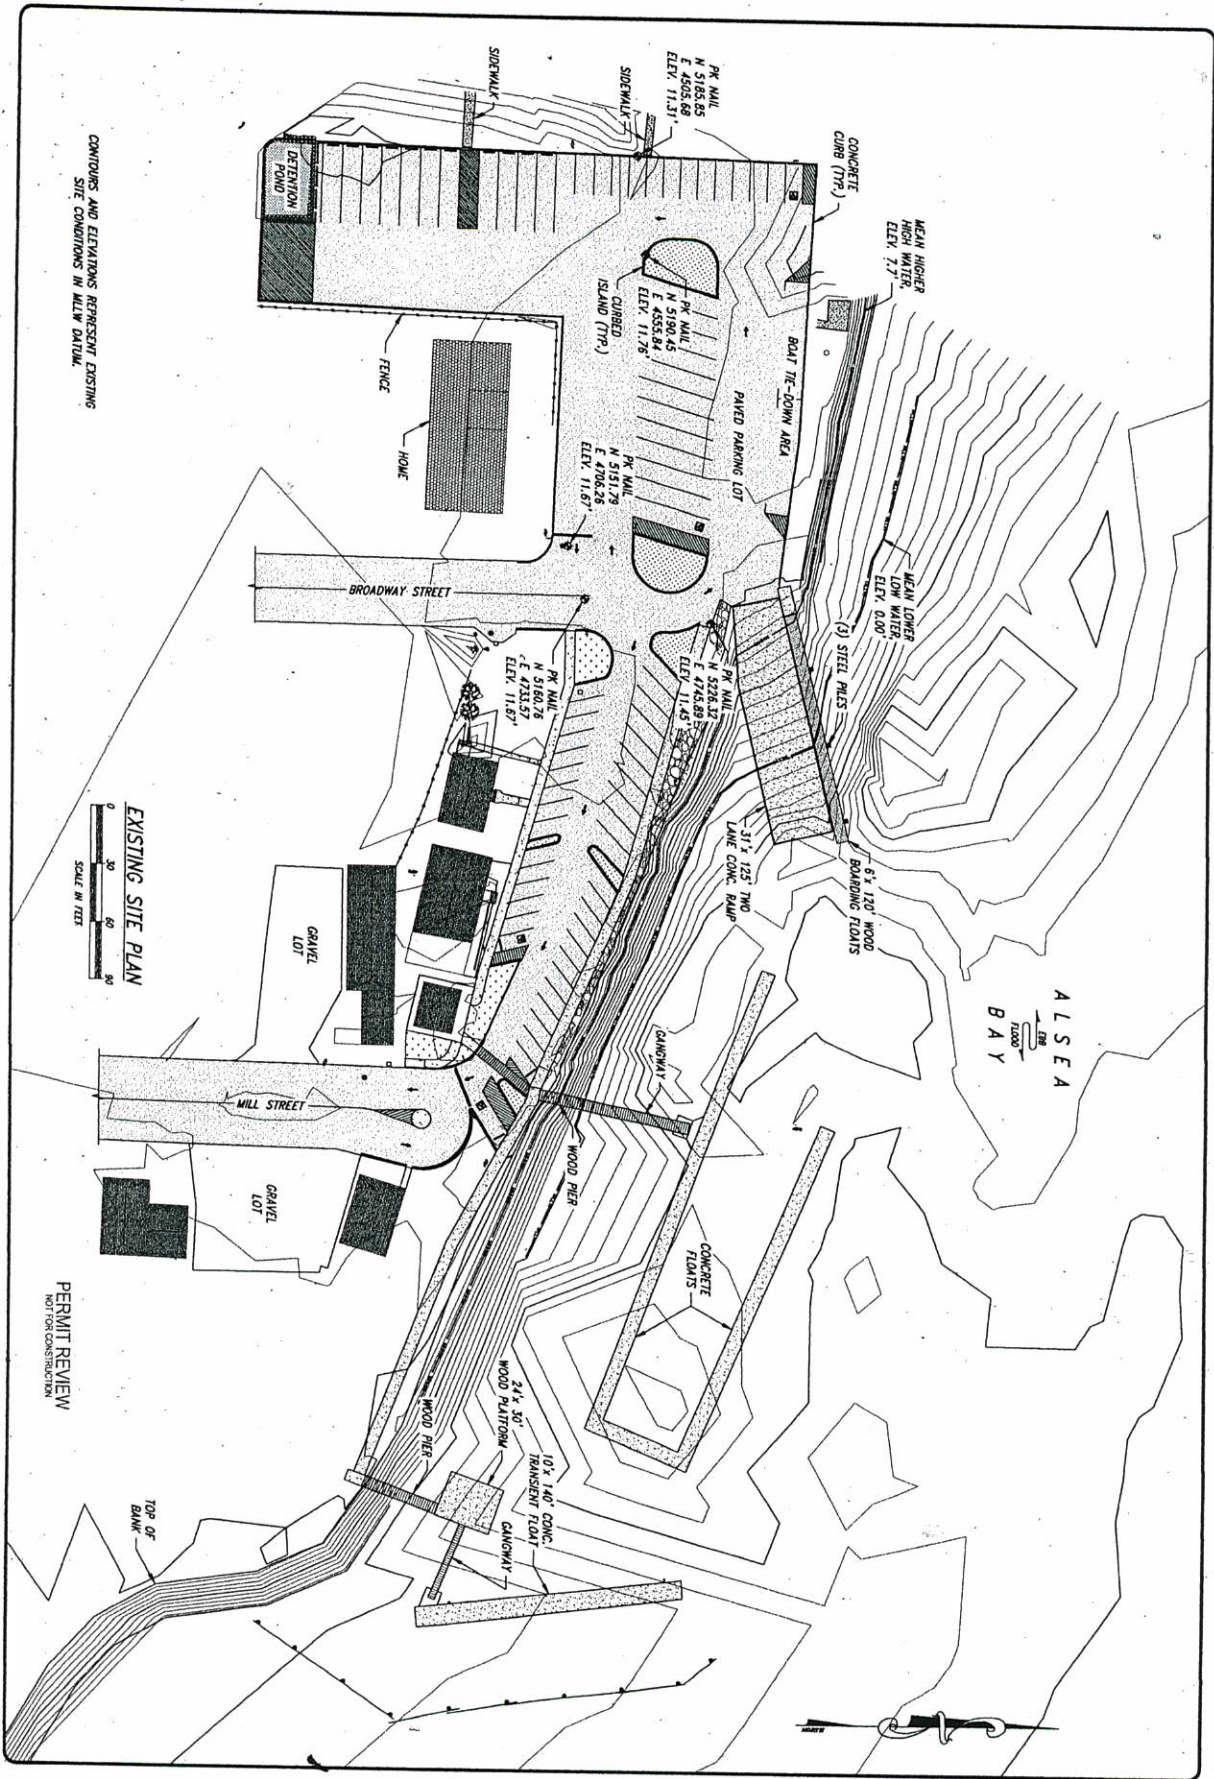 PK NAIL
N 5185.85
E 4505.68
ELEV. 11.31'
SIDEWALK
SIDEWALK
CONCRETE
CURB (TYP.)
MEAN HIGHER
HIGH WATER,
ELEV. 7.7'
MEAN LOWER
LOW WATER,
ELEV. 0.00'
BOAT TIE-DOWN AREA
PAVED PARKING LOT
PK NAIL
N 5190.45
E 4555.84
ELEV. 11.76'
CURBED
ISLAND (TYP.)
DETENTION
POND
FENCE
HOME
PK NAIL
N 5151.79
E 4706.26
ELEV. 11.67'
BROADWAY STREET
PK NAIL
N 5160.76
E 4733.57
ELEV. 11.67'
PK NAIL
N 5226.32
E 4745.89
ELEV. 11.45'
(3) STEEL PILES
6'x 120' WOOD
BOARDING FLOATS
31'x 125' TWO
LANE CONC. RAMP
ALSEA
BAY
EBB
FLOOD
GANGWAY
WOOD PIER
CONCRETE
FLOATS
GRAVEL
LOT
MILL STREET
GRAVEL
LOT
24'x 30'
WOOD PLATFORM
WOOD PIER
10'x 140' CONC.
TRANSIENT FLOAT
GANGWAY
TOP OF
BANK
CONTOURS AND ELEVATIONS REPRESENT EXISTING
SITE CONDITIONS IN MLLW DATUM.
EXISTING SITE PLAN
0 30 60 90
SCALE IN FEET
PERMIT REVIEW
NOT FOR CONSTRUCTION
NORTH